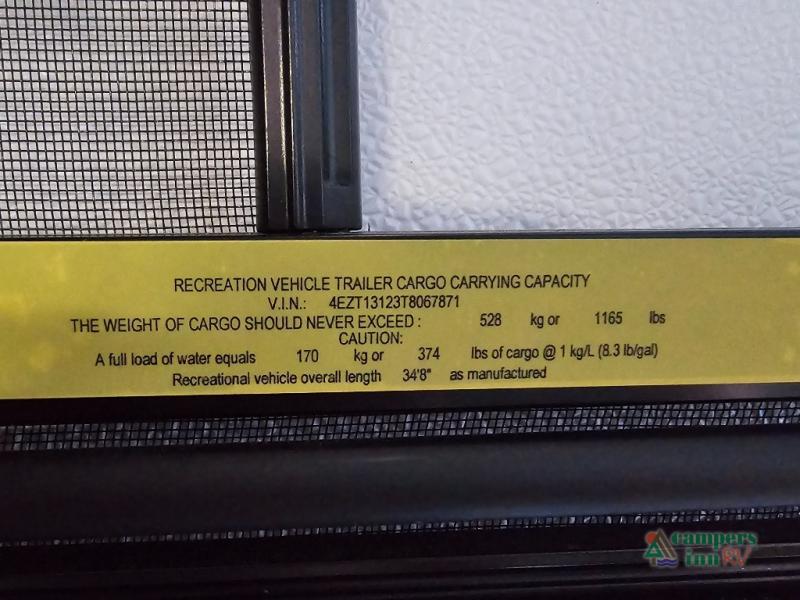 RECREATION VEHICLE TRAILER CARGO CARRYING CAPACITY
V.I.N.: 4EZT13123T8067871
THE WEIGHT OF CARGO SHOULD NEVER EXCEED : 528 kg or 1165 lbs
CAUTION:
A full load of water equals 170 kg or 374 lbs of cargo @ 1 kg/L (8.3 lb/gal)
Recreational vehicle overall length 34'8" as manufactured
campers
inn RV